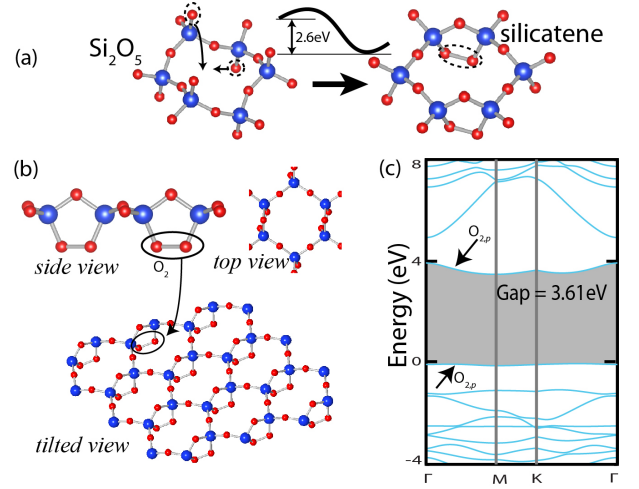 (a)
Si2O5
2.6eV
silicatene
(b)
side view
O2
top view
tilted view
(c)
8
4
0
−4
Energy (eV)
O2,p
Gap = 3.61eV
O2,p
Γ M K Γ